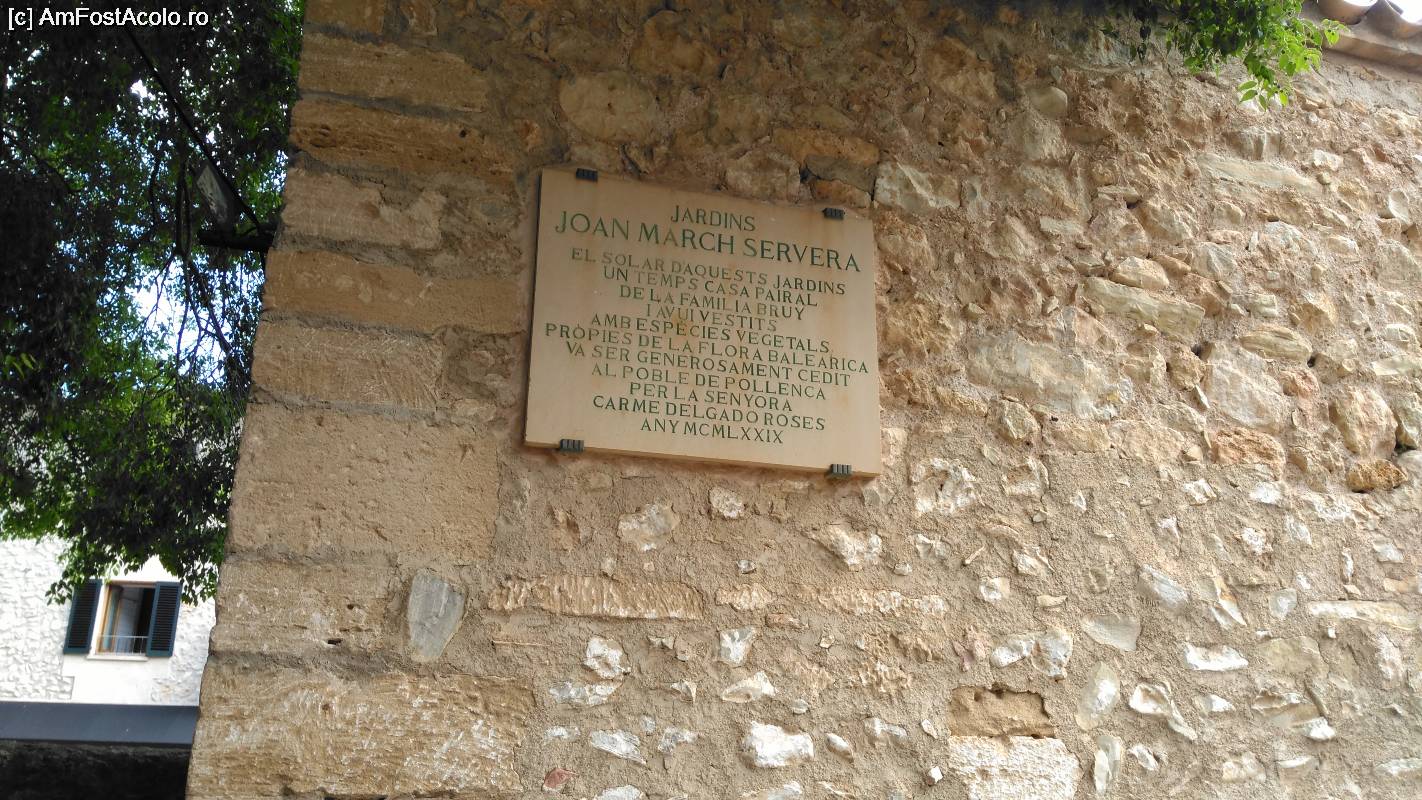 [c] AmFostAcolo.ro
JARDINS
JOAN MARCH SERVERA
EL SOLAR D'AQUESTS JARDINS
UN TEMPS CASA PAIRAL
DE LA FAMILIA BRUY
I AVUI VESTITS
AMB ESPÈCIES VEGETALS
PRÒPIES DE LA FLORA BALEÀRICA
VA SER GENEROSAMENT CEDIT
AL POBLE DE POLLENÇA
PER LA SENYORA
CARME DELGADO ROSES
ANY MCMLXXIX